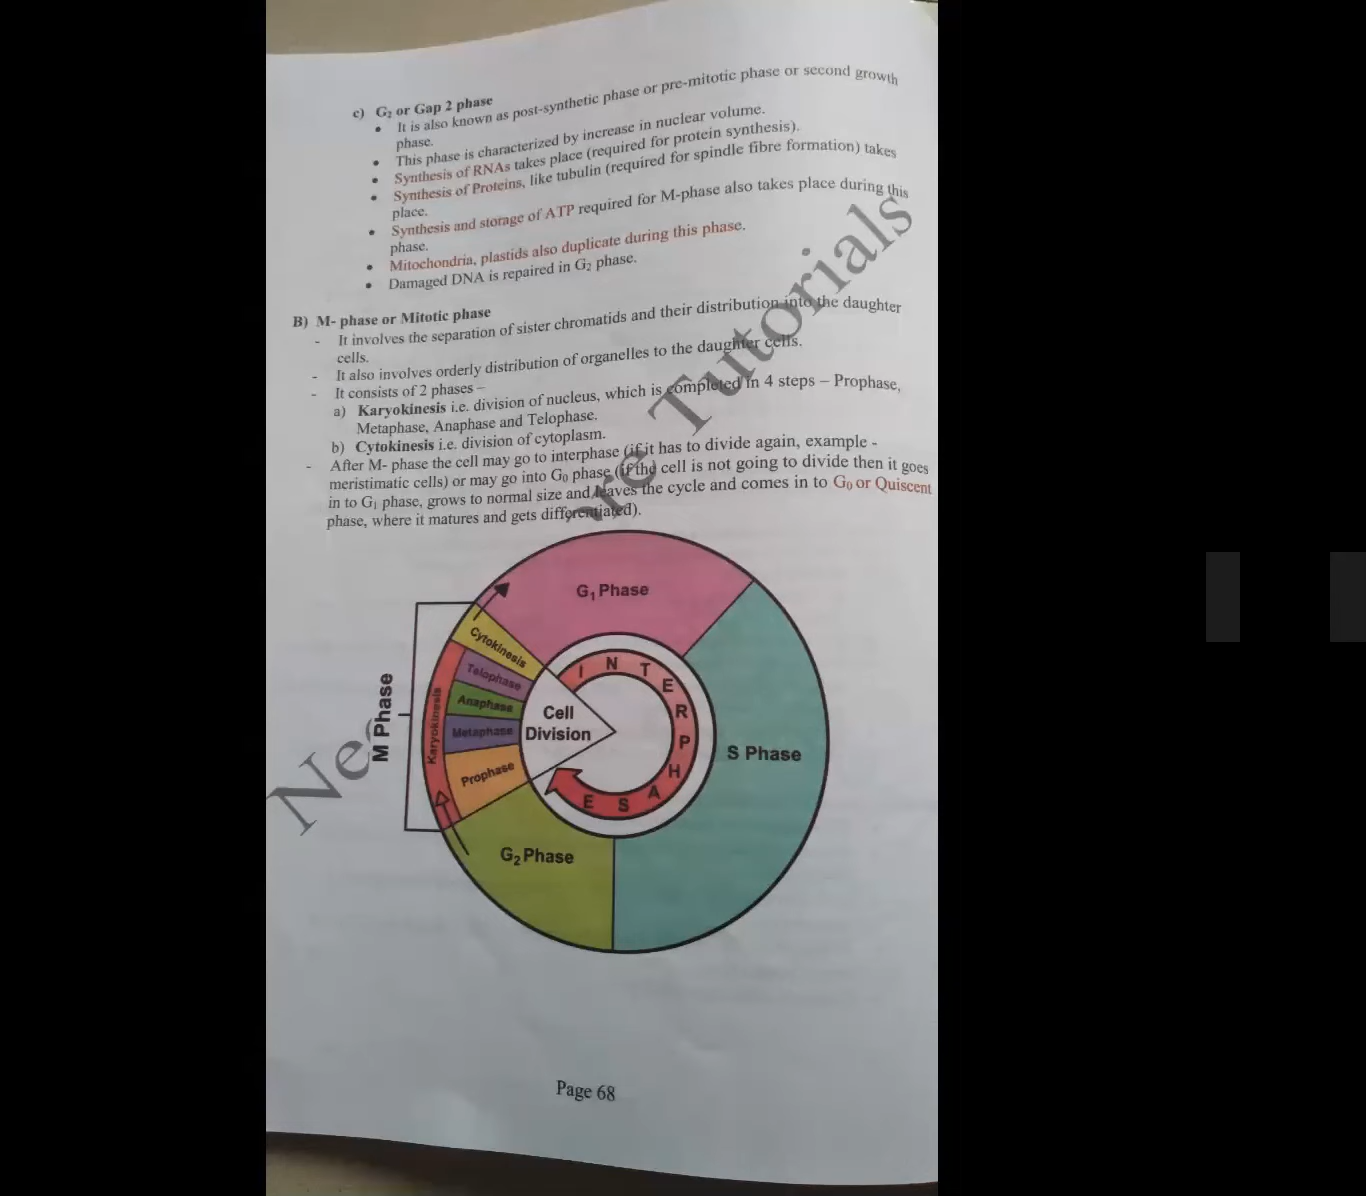 c) G₂ or Gap 2 phase
• It is also known as post-synthetic phase or pre-mitotic phase or second growth
phase.
• This phase is characterized by increase in nuclear volume.
• Synthesis of RNAs takes place (required for protein synthesis).
• Synthesis of Proteins, like tubulin (required for spindle fibre formation) takes
place.
• Synthesis and storage of ATP required for M-phase also takes place during this
phase.
• Mitochondria, plastids also duplicate during this phase.
• Damaged DNA is repaired in G₂ phase.
B) M- phase or Mitotic phase
- It involves the separation of sister chromatids and their distribution into the daughter
cells.
- It also involves orderly distribution of organelles to the daughter cells.
- It consists of 2 phases –
a) Karyokinesis i.e. division of nucleus, which is completed in 4 steps – Prophase,
Metaphase, Anaphase and Telophase.
b) Cytokinesis i.e. division of cytoplasm.
- After M- phase the cell may go to interphase (if it has to divide again, example -
meristimatic cells) or may go into G₀ phase (if the cell is not going to divide then it goes
in to G₁ phase, grows to normal size and leaves the cycle and comes in to G₀ or Quiscent
phase, where it matures and gets differentiated).
G₁ Phase
Cytokinesis
Telophase
Anaphase
Metaphase
Prophase
Karyokinesis
M Phase
Cell
Division
INTERPHASE
S Phase
G₂ Phase
Tutorials
Page 68